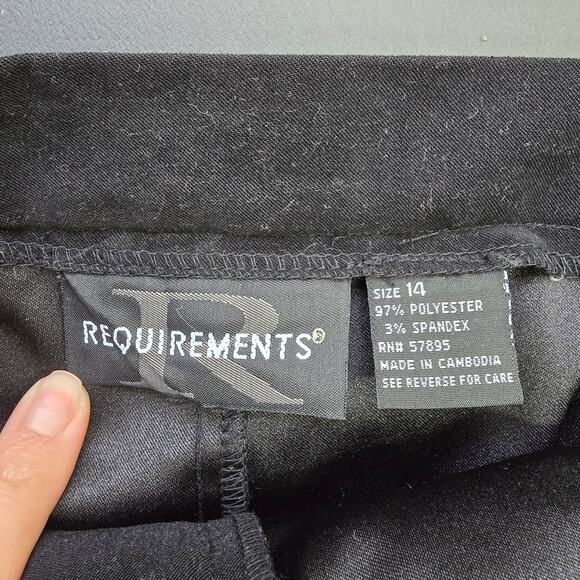 R
REQUIREMENTS®
SIZE 14
97% POLYESTER
3% SPANDEX
RN# 57895
MADE IN CAMBODIA
SEE REVERSE FOR CARE